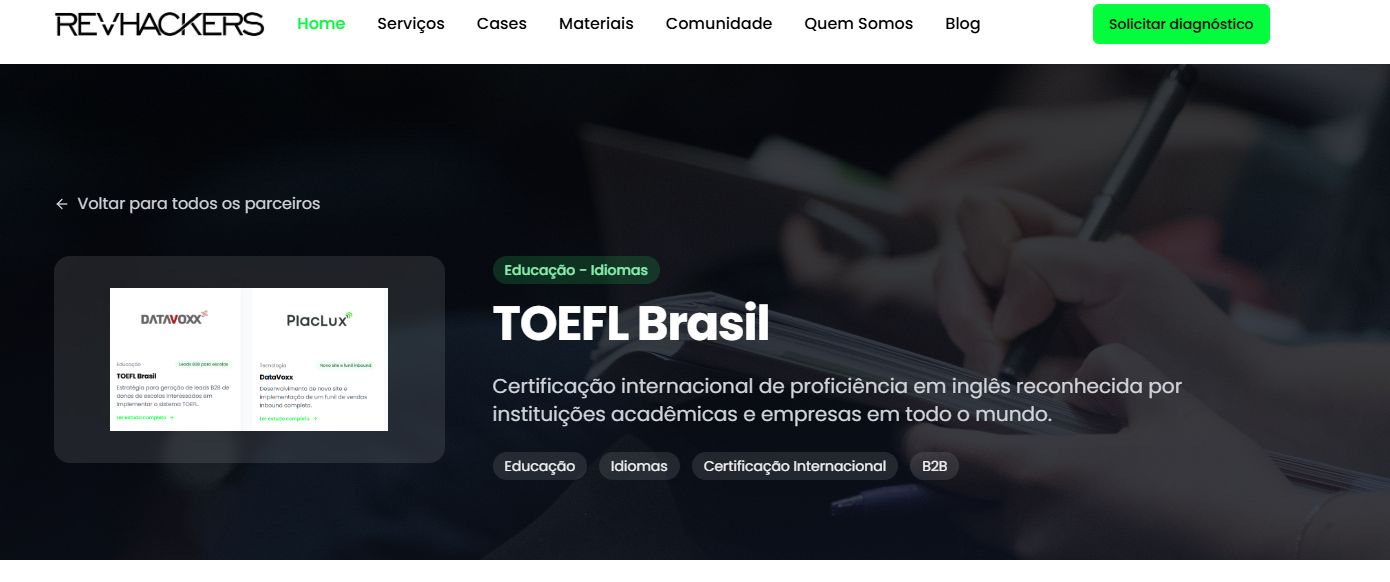 REVHACKERS
Home
Serviços
Cases
Materiais
Comunidade
Quem Somos
Blog
Solicitar diagnóstico
← Voltar para todos os parceiros
DATAVOXX
Educação
Leads B2B para escolas
TOEFL Brasil
Estratégia para geração de leads B2B de
donos de escolas interessados em
implementar o sistema TOEFL.
Ler estudo completo →
PlacLux
Tecnologia
Novo site e funil inbound
DataVoxx
Desenvolvimento de novo site e
implementação de um funil de vendas
inbound completo.
Ler estudo completo →
Educação - Idiomas
TOEFL Brasil
Certificação internacional de proficiência em inglês reconhecida por
instituições acadêmicas e empresas em todo o mundo.
Educação
Idiomas
Certificação Internacional
B2B